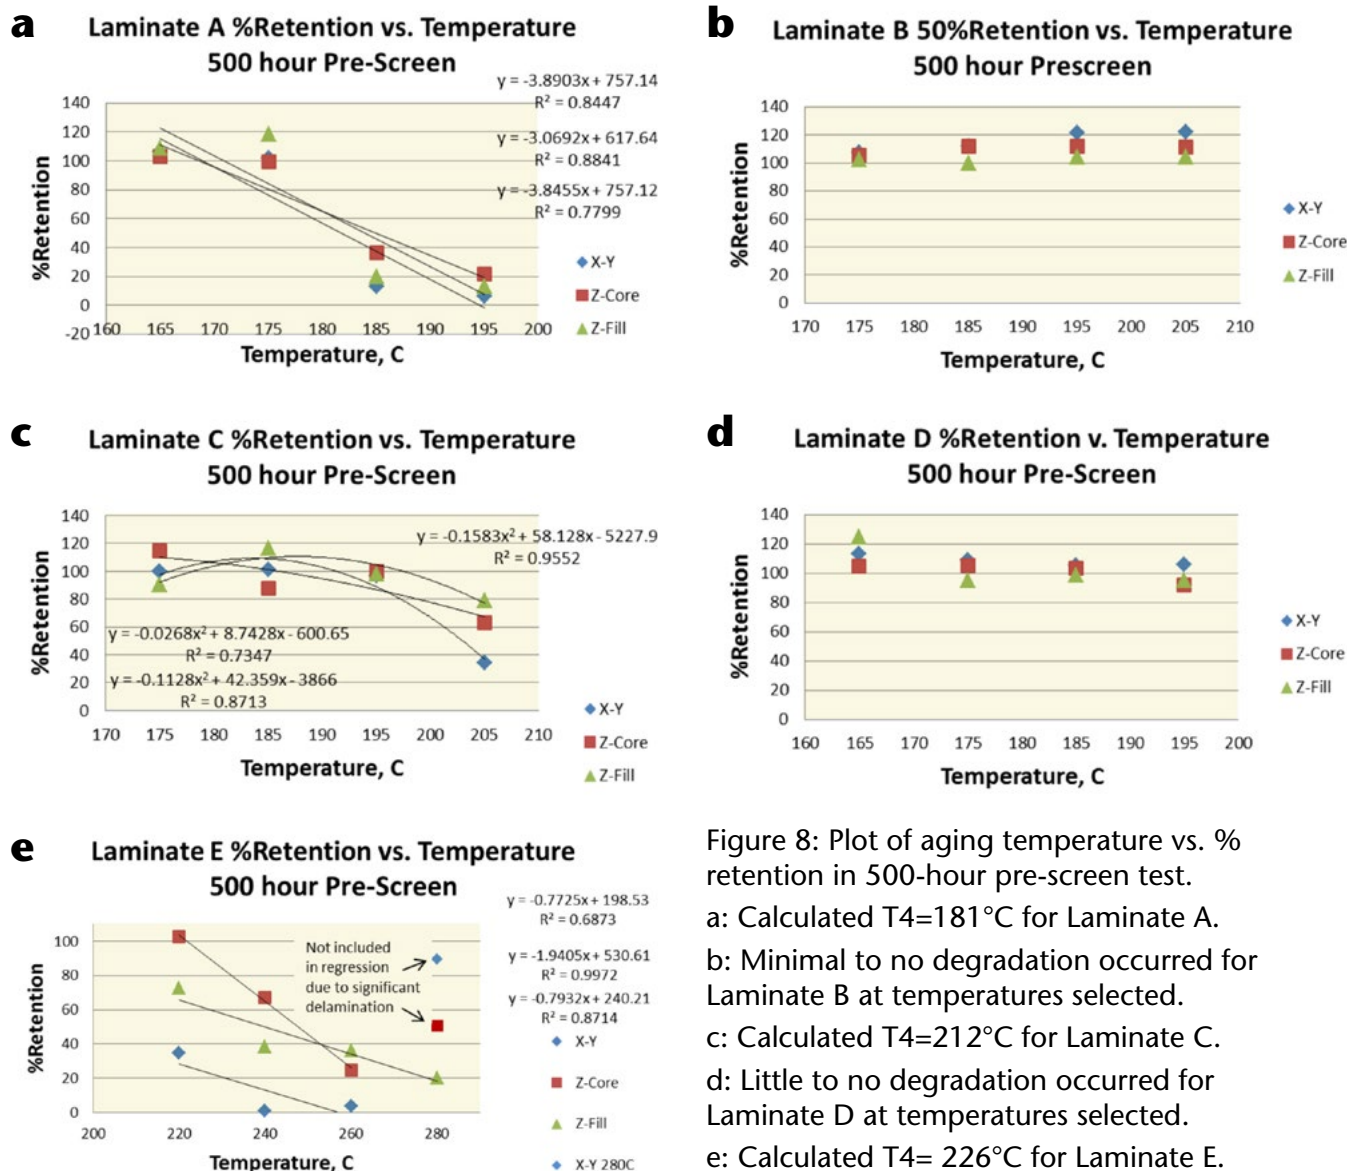 a
Laminate A %Retention vs. Temperature
500 hour Pre-Screen
y = -3.8903x + 757.14
R² = 0.8447
y = -3.0692x + 617.64
R² = 0.8841
y = -3.8455x + 757.12
R² = 0.7799
%Retention
140
120
100
80
60
40
20
0
-20
160 165 170 175 180 185 190 195 200
Temperature, C
X-Y
Z-Core
Z-Fill
b
Laminate B 50%Retention vs. Temperature
500 hour Prescreen
%Retention
140
120
100
80
60
40
20
0
170 175 180 185 190 195 200 205 210
Temperature, C
X-Y
Z-Core
Z-Fill
c
Laminate C %Retention vs. Temperature
500 hour Pre-Screen
y = -0.1583x² + 58.128x - 5227.9
R² = 0.9552
y = -0.0268x² + 8.7428x - 600.65
R² = 0.7347
y = -0.1128x² + 42.359x - 3866
R² = 0.8713
%Retention
140
120
100
80
60
40
20
0
170 175 180 185 190 195 200 205 210
Temperature, C
X-Y
Z-Core
Z-Fill
d
Laminate D %Retention v. Temperature
500 hour Pre-Screen
%Retention
140
120
100
80
60
40
20
0
160 165 170 175 180 185 190 195 200
Temperature, C
X-Y
Z-Core
Z-Fill
e
Laminate E %Retention vs. Temperature
500 hour Pre-Screen
y = -0.7725x + 198.53
R² = 0.6873
y = -1.9405x + 530.61
R² = 0.9972
y = -0.7932x + 240.21
R² = 0.8714
Not included
in regression
due to significant
delamination
%Retention
100
80
60
40
20
0
200 220 240 260 280
Temperature, C
X-Y
Z-Core
Z-Fill
X-Y 280C
Figure 8: Plot of aging temperature vs. %
retention in 500-hour pre-screen test.
a: Calculated T4=181°C for Laminate A.
b: Minimal to no degradation occurred for
Laminate B at temperatures selected.
c: Calculated T4=212°C for Laminate C.
d: Little to no degradation occurred for
Laminate D at temperatures selected.
e: Calculated T4= 226°C for Laminate E.